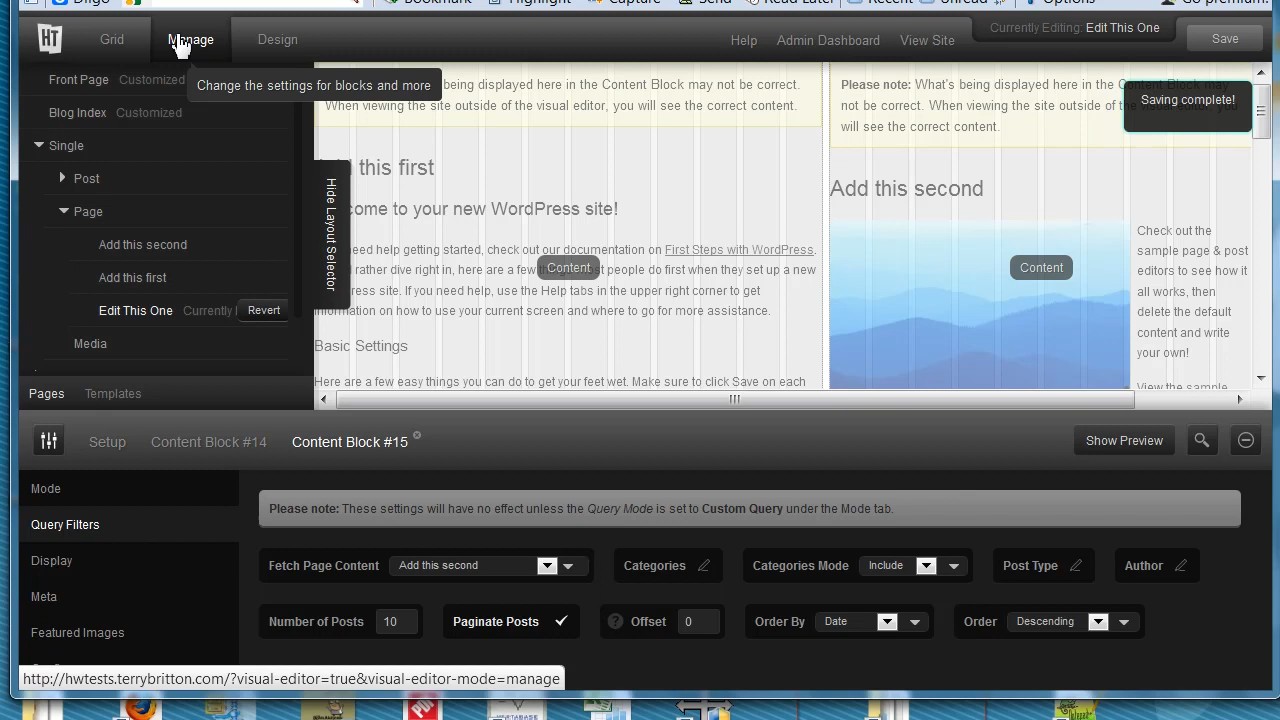 Diigo
Bookmark Highlight Capture Send Read Later Recent Unread Options Go premium!
HT Grid Manage Design Help Admin Dashboard View Site Currently Editing: Edit This One Save
Change the settings for blocks and more
Saving complete!
Front Page Customized
Blog Index Customized
Single
Post
Page
Add this second
Add this first
Edit This One Currently Revert
Media
Pages Templates
Hide Layout Selector
being displayed here in the Content Block may not be correct.
When viewing the site outside of the visual editor, you will see the correct content.
Add this first
come to your new WordPress site!
need help getting started, check out our documentation on First Steps with WordPress.
rather dive right in, here are a few most people do first when they set up a new
press site. If you need help, use the Help tabs in the upper right corner to get
information on how to use your current screen and where to go for more assistance.
Content
Basic Settings
Here are a few easy things you can do to get your feet wet. Make sure to click Save on each
Please note: What's being displayed here in the Content Block may
not be correct. When viewing the site outside of the visual editor, you
will see the correct content.
Add this second
Content
Check out the
sample page & post
editors to see how it
all works, then
delete the default
content and write
your own!
View the sample
Setup Content Block #14 Content Block #15 Show Preview
Mode
Query Filters
Display
Meta
Featured Images
Please note: These settings will have no effect unless the Query Mode is set to Custom Query under the Mode tab.
Fetch Page Content Add this second Categories Categories Mode Include Post Type Author
Number of Posts 10 Paginate Posts Offset 0 Order By Date Order Descending
http://hwtests.terrybritton.com/?visual-editor=true&visual-editor-mode=manage